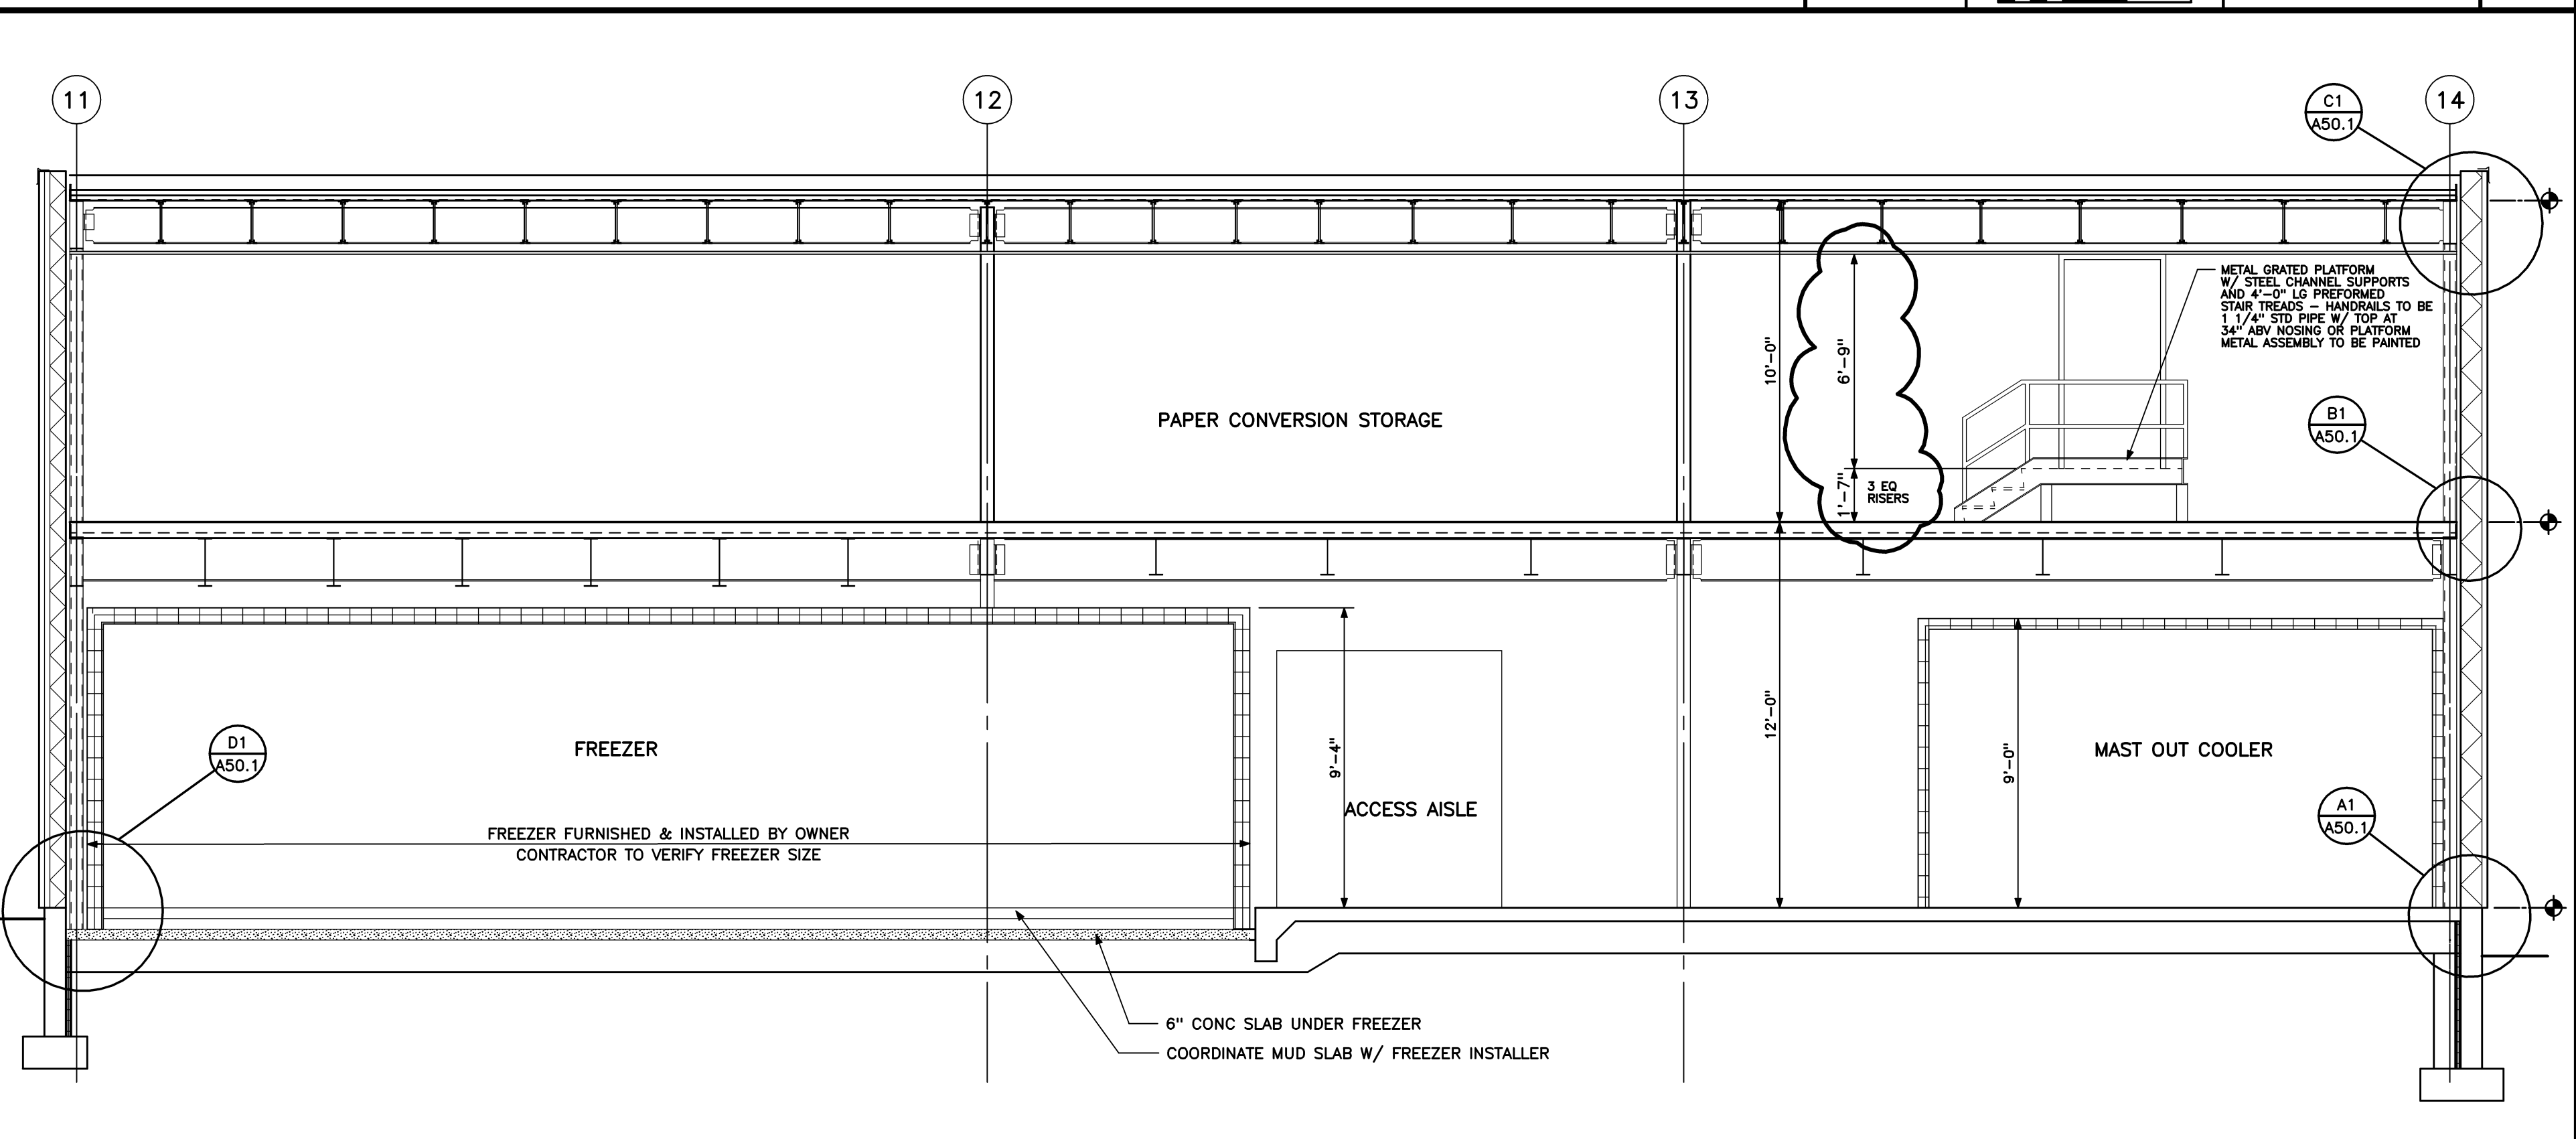 11
12
13
14
C1
A50.1
METAL GRATED PLATFORM
W/ STEEL CHANNEL SUPPORTS
AND 4'-0" LG PREFORMED
STAIR TREADS – HANDRAILS TO BE
1 1/4" STD PIPE W/ TOP AT
34" ABV NOSING OR PLATFORM
METAL ASSEMBLY TO BE PAINTED
10'-0"
6'-9"
PAPER CONVERSION STORAGE
B1
A50.1
1'-7"
3 EQ
RISERS
12'-0"
D1
A50.1
FREEZER
9'-4"
9'-0"
MAST OUT COOLER
ACCESS AISLE
A1
A50.1
FREEZER FURNISHED & INSTALLED BY OWNER
CONTRACTOR TO VERIFY FREEZER SIZE
6" CONC SLAB UNDER FREEZER
COORDINATE MUD SLAB W/ FREEZER INSTALLER